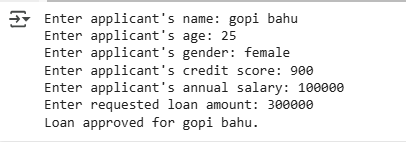 Enter applicant's name: gopi bahu
Enter applicant's age: 25
Enter applicant's gender: female
Enter applicant's credit score: 900
Enter applicant's annual salary: 100000
Enter requested loan amount: 300000
Loan approved for gopi bahu.